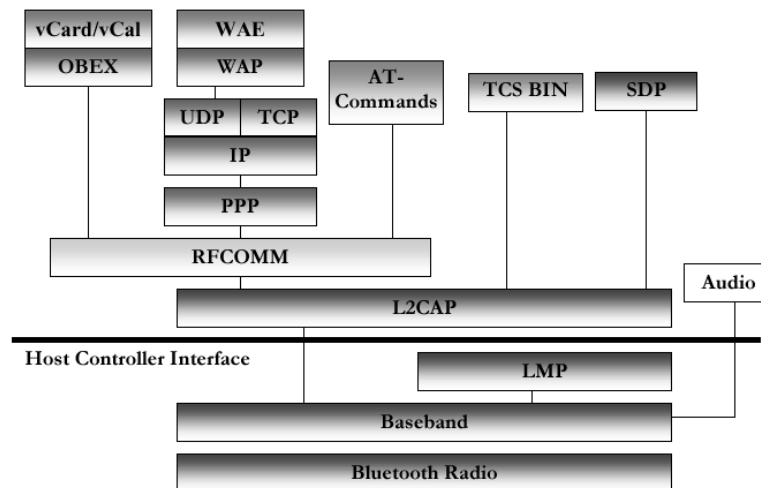 vCard/vCal
OBEX
WAE
WAP
UDP TCP
IP
PPP
AT-
Commands
TCS BIN
SDP
RFCOMM
L2CAP
Audio
Host Controller Interface
LMP
Baseband
Bluetooth Radio